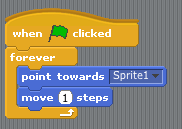 when clicked
forever
point towards Sprite1
move 1 steps